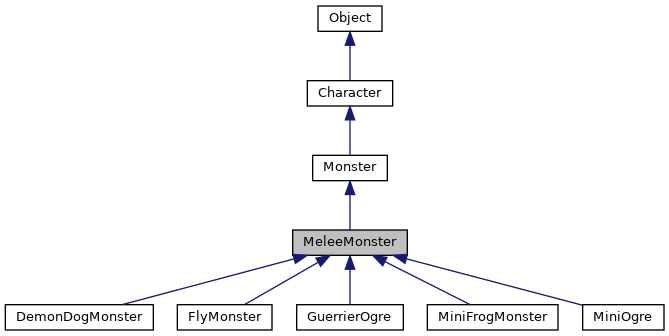 Object
Character
Monster
MeleeMonster
DemonDogMonster
FlyMonster
GuerrierOgre
MiniFrogMonster
MiniOgre